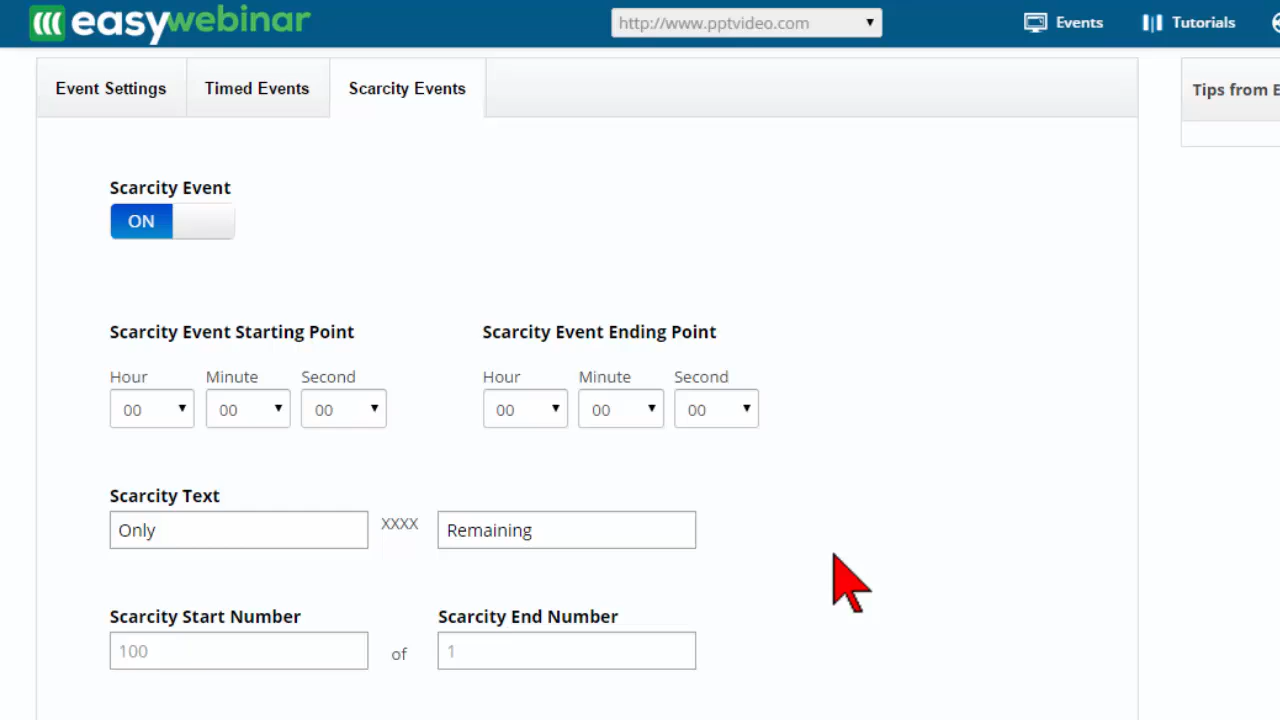 easywebinar http://www.pptvideo.com Events Tutorials
Event Settings Timed Events Scarcity Events Tips from E
Scarcity Event
ON
Scarcity Event Starting Point Scarcity Event Ending Point
Hour Minute Second Hour Minute Second
00 00 00 00 00 00
Scarcity Text
Only XXXX Remaining
Scarcity Start Number Scarcity End Number
100 of 1